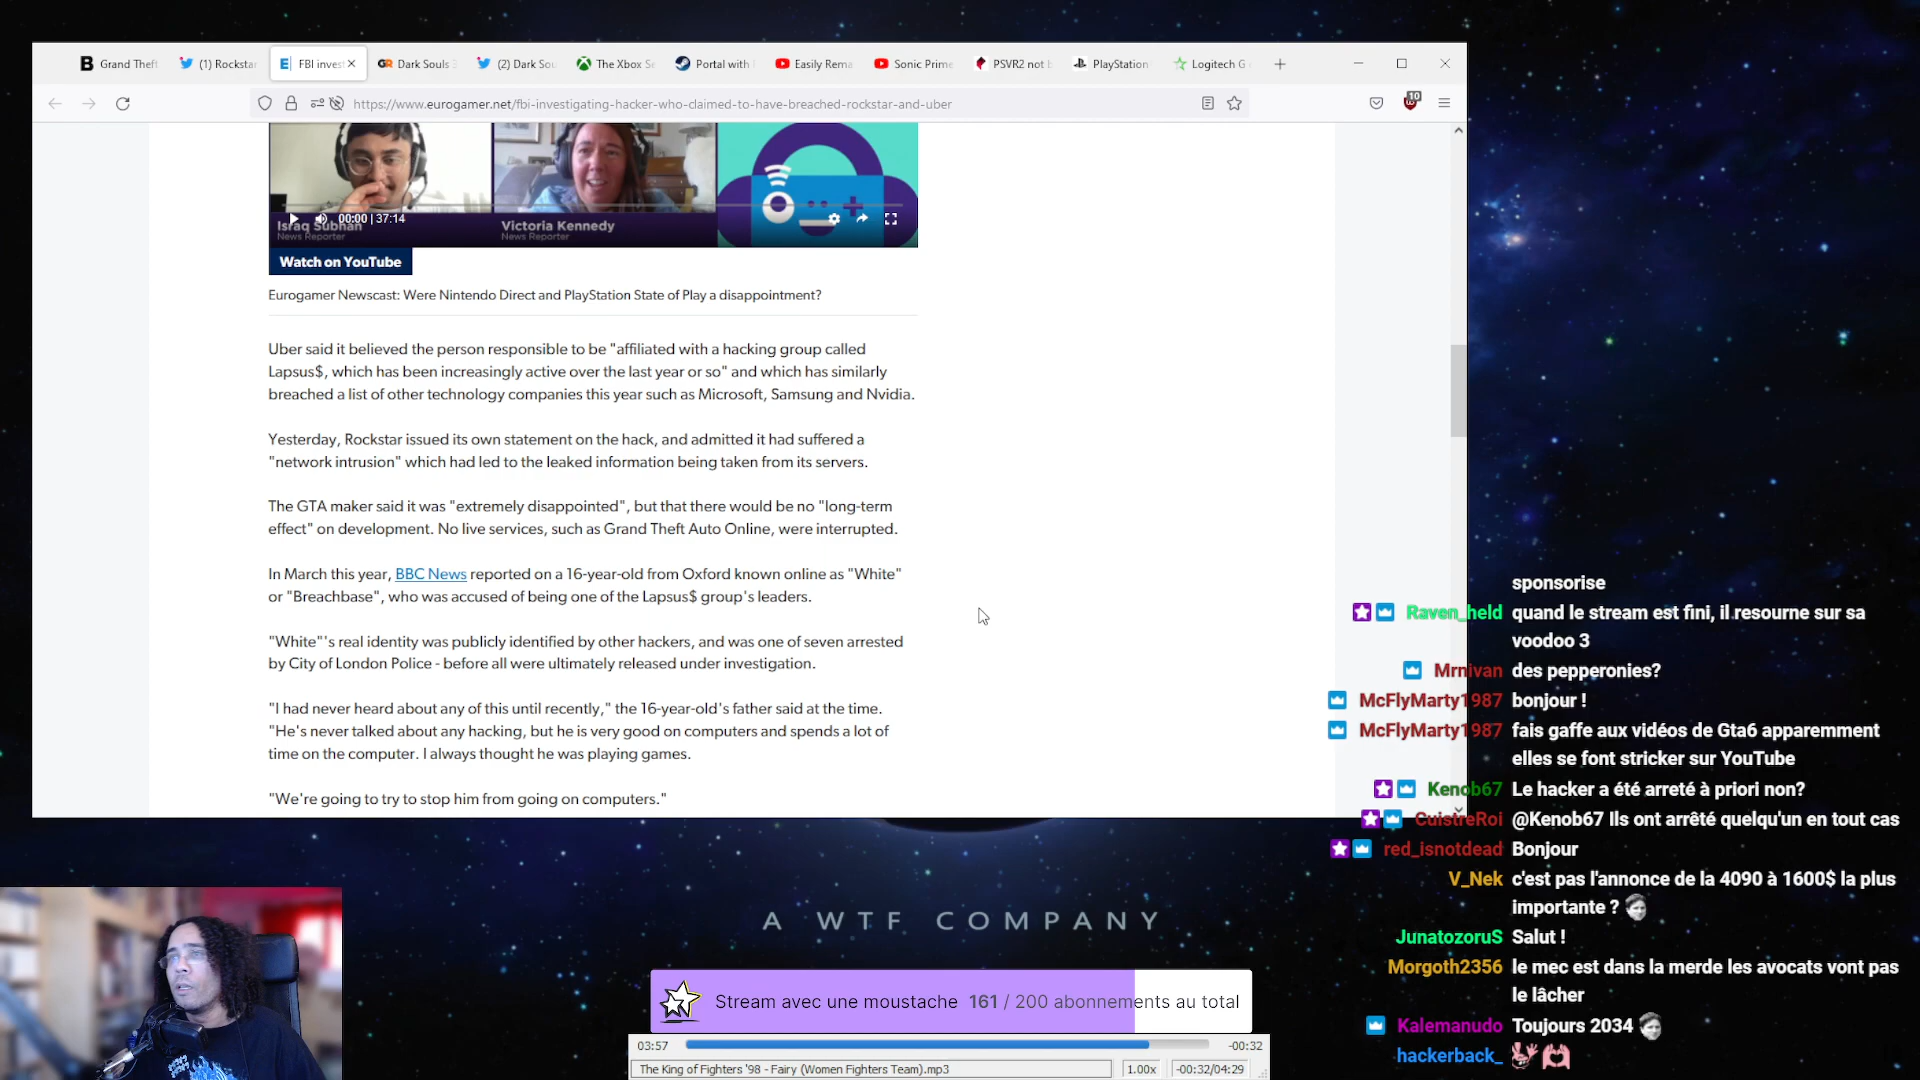 Grand Theft
(1) Rockstar
FBI invest
Dark Souls 3
(2) Dark Sou
The Xbox Se
Portal with
Easily Rema
Sonic Prime
PSVR2 not b
PlayStation
Logitech G
https://www.eurogamer.net/fbi-investigating-hacker-who-claimed-to-have-breached-rockstar-and-uber
10
00:00 | 37:14
Israq Subhan
News Reporter
Victoria Kennedy
News Reporter
Watch on YouTube
Eurogamer Newscast: Were Nintendo Direct and PlayStation State of Play a disappointment?
Uber said it believed the person responsible to be "affiliated with a hacking group called
Lapsus$, which has been increasingly active over the last year or so" and which has similarly
breached a list of other technology companies this year such as Microsoft, Samsung and Nvidia.
Yesterday, Rockstar issued its own statement on the hack, and admitted it had suffered a
"network intrusion" which had led to the leaked information being taken from its servers.
The GTA maker said it was "extremely disappointed", but that there would be no "long-term
effect" on development. No live services, such as Grand Theft Auto Online, were interrupted.
In March this year, BBC News reported on a 16-year-old from Oxford known online as "White"
or "Breachbase", who was accused of being one of the Lapsus$ group's leaders.
"White"'s real identity was publicly identified by other hackers, and was one of seven arrested
by City of London Police - before all were ultimately released under investigation.
"I had never heard about any of this until recently," the 16-year-old's father said at the time.
"He's never talked about any hacking, but he is very good on computers and spends a lot of
time on the computer. I always thought he was playing games.
"We're going to try to stop him from going on computers."
sponsorise
Raven_held quand le stream est fini, il resourne sur sa
voodoo 3
Mrnivan des pepperonies?
McFlyMarty1987 bonjour !
McFlyMarty1987 fais gaffe aux vidéos de Gta6 apparemment
elles se font stricker sur YouTube
Kenob67 Le hacker a été arreté à priori non?
CuistreRoi @Kenob67 Ils ont arrêté quelqu'un en tout cas
red_isnotdead Bonjour
V_Nek c'est pas l'annonce de la 4090 à 1600$ la plus
importante ?
JunatozoruS Salut !
Morgoth2356 le mec est dans la merde les avocats vont pas
le lâcher
Kalemanudo Toujours 2034
hackerback_
A WTF COMPANY
Stream avec une moustache 161 / 200 abonnements au total
03:57
-00:32
The King of Fighters '98 - Fairy (Women Fighters Team).mp3
1.00x
-00:32/04:29